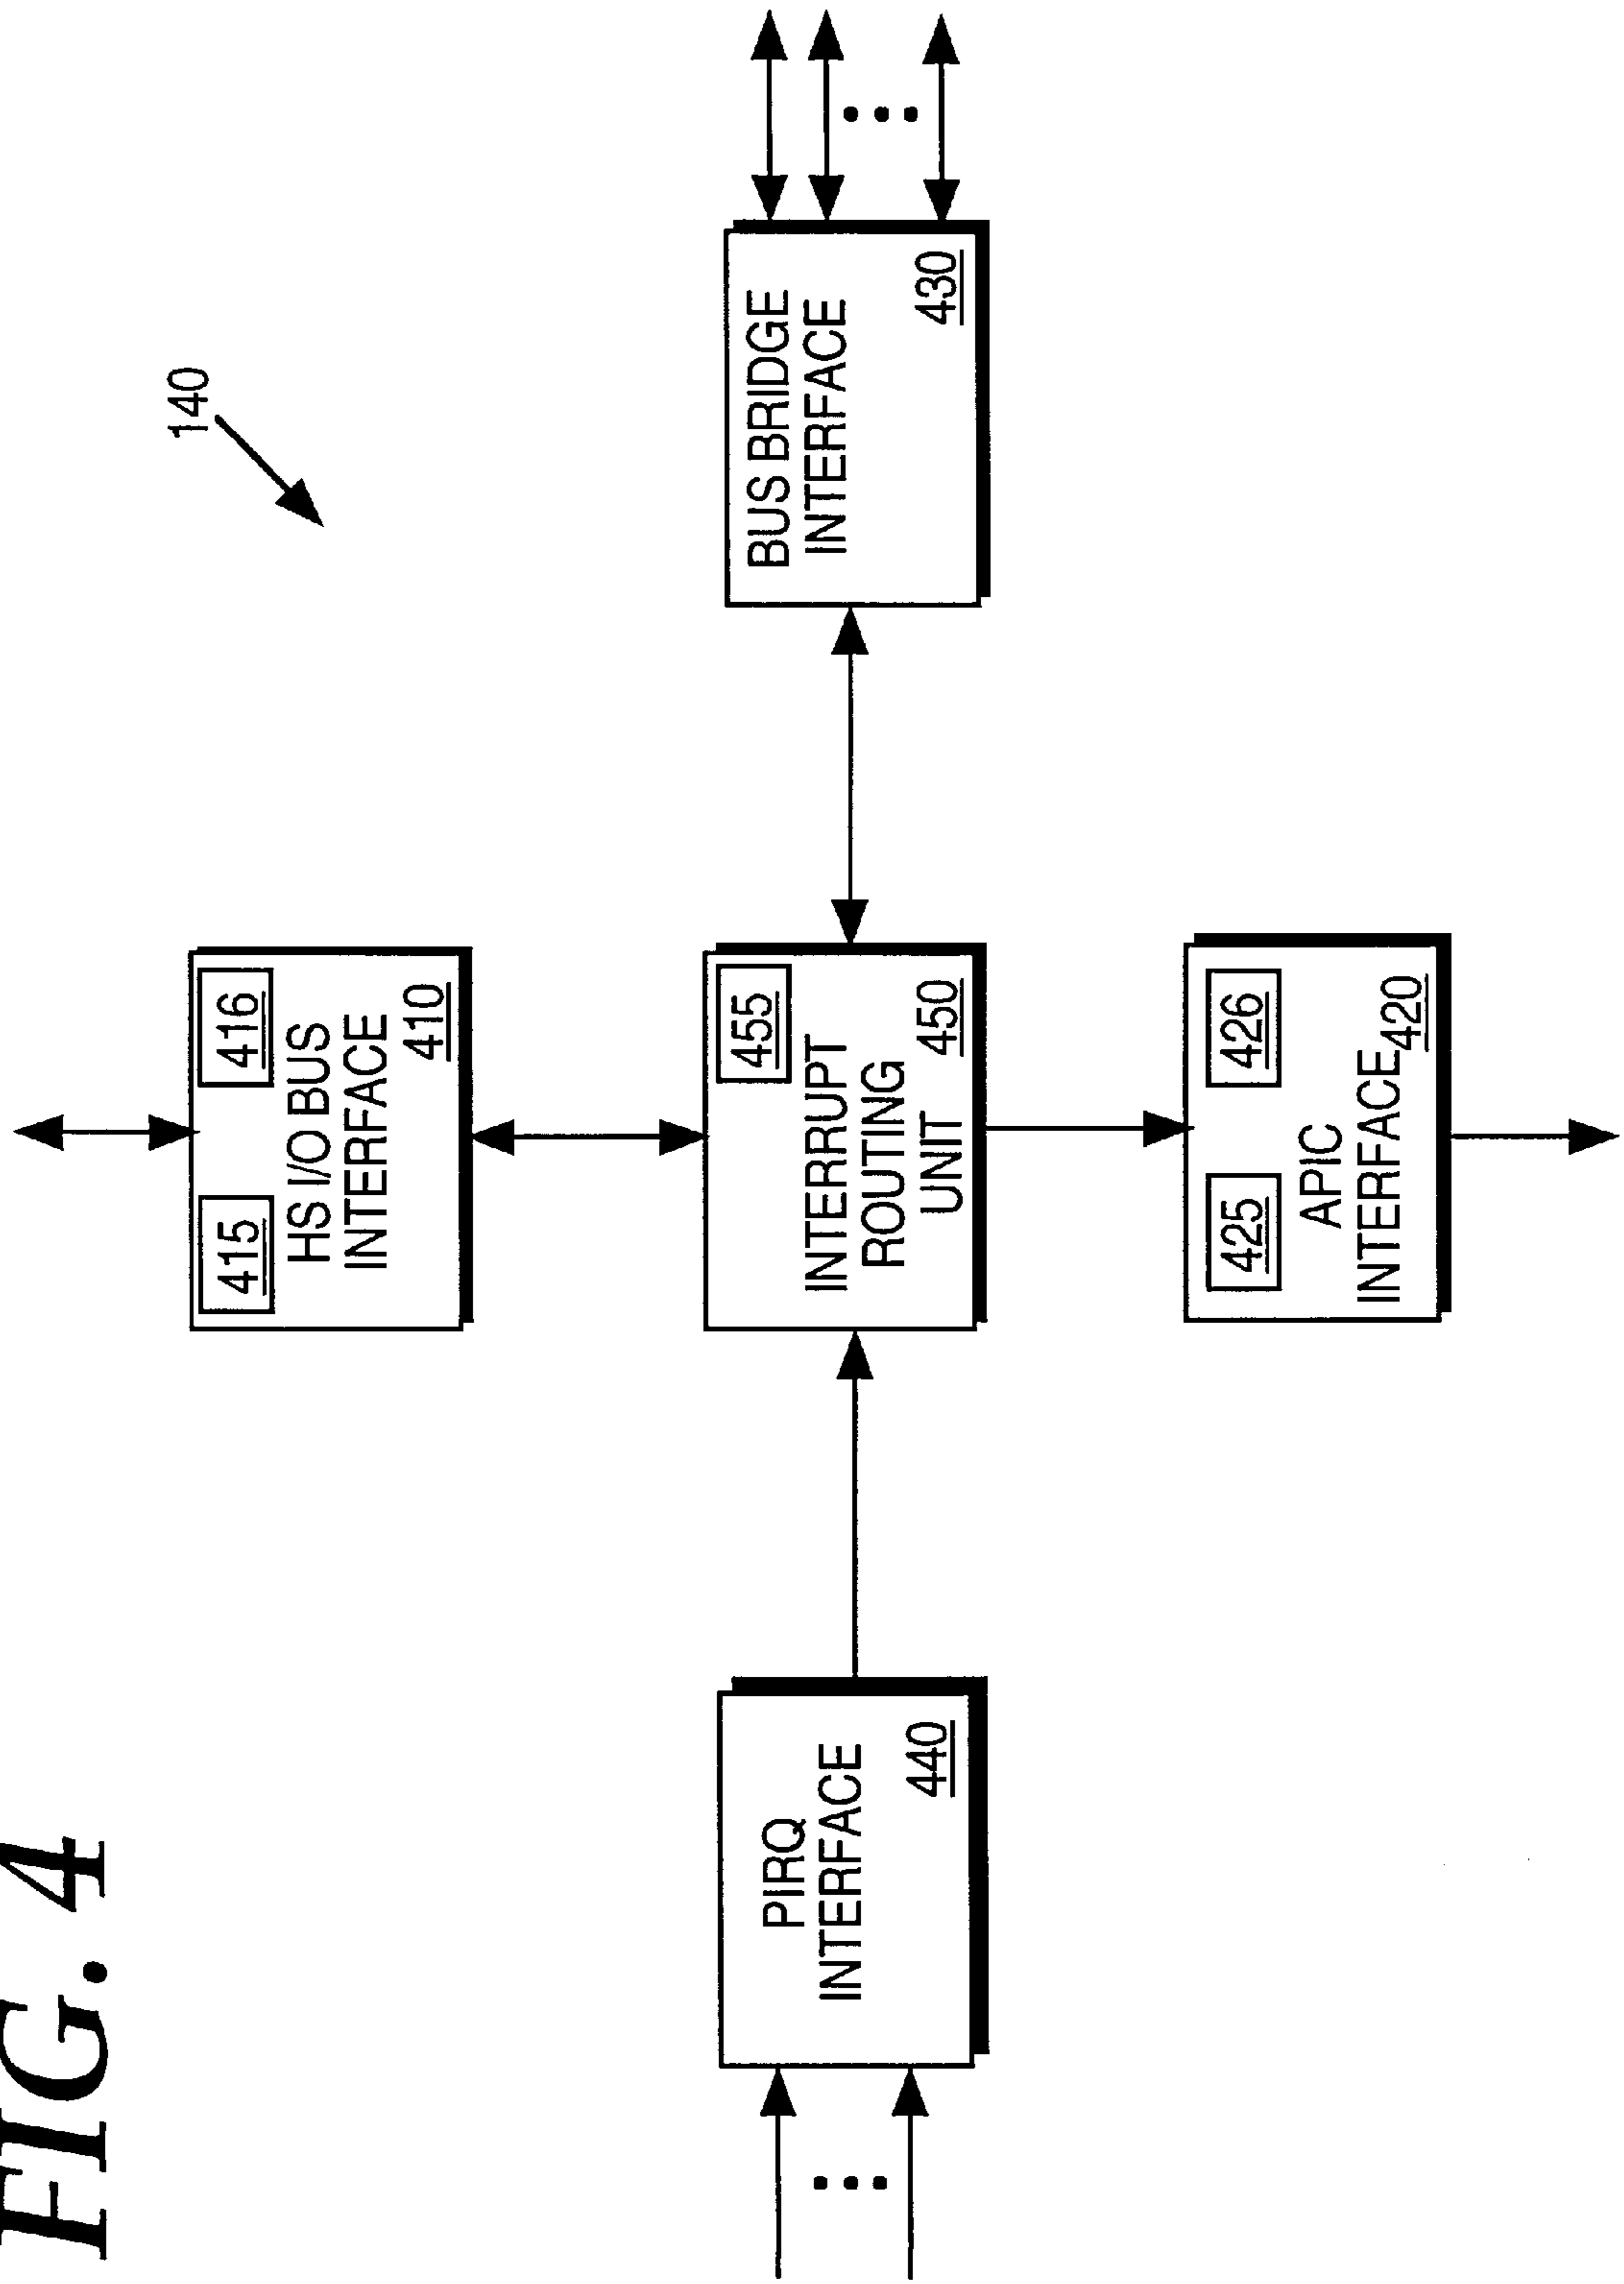 FIG. 4
140
415
416
HS I/O BUS
INTERFACE
410
PIRQ
INTERFACE
440
455
INTERRUPT
ROUTING
UNIT
450
BUS BRIDGE
INTERFACE
430
425
426
APIC
INTERFACE
420